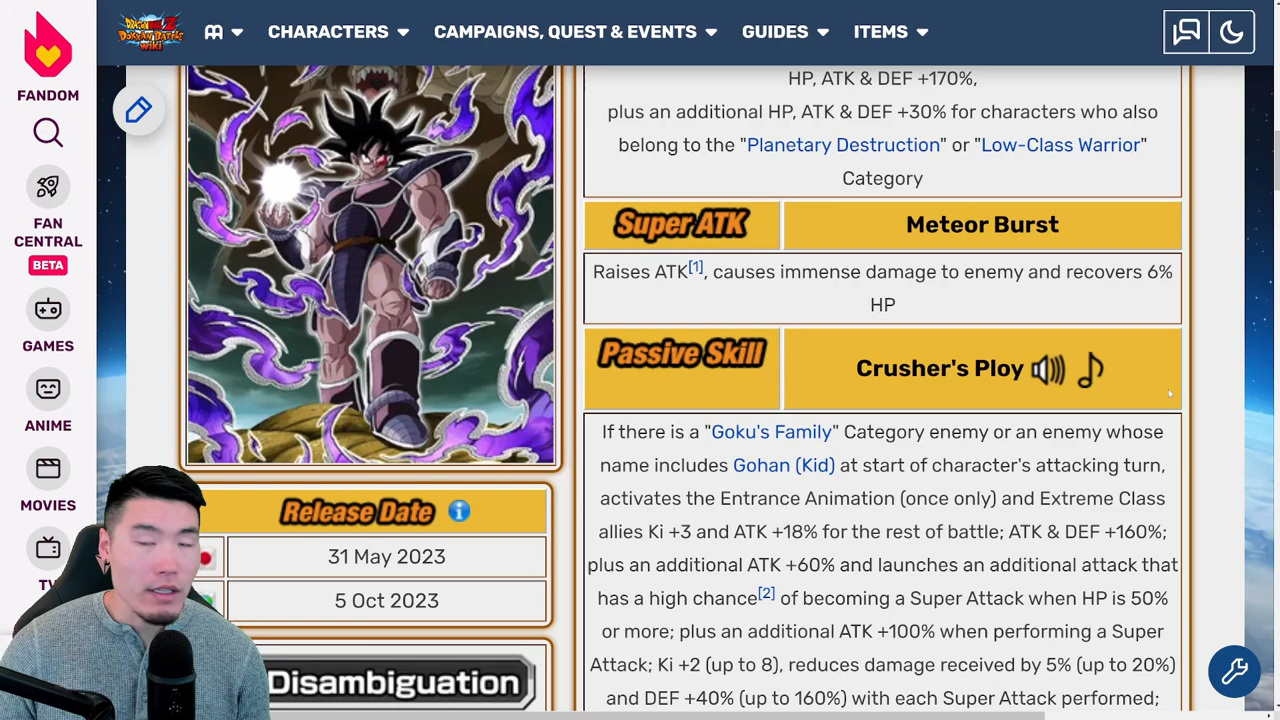 DRAGON BALL Z
DOKKAN BATTLE
WIKI
CHARACTERS
CAMPAIGNS, QUEST & EVENTS
GUIDES
ITEMS
FANDOM
FAN
CENTRAL
BETA
GAMES
ANIME
MOVIES
TV
HP, ATK & DEF +170%,
plus an additional HP, ATK & DEF +30% for characters who also
belong to the "Planetary Destruction" or "Low-Class Warrior"
Category
Super ATK
Meteor Burst
Raises ATK[1], causes immense damage to enemy and recovers 6%
HP
Passive Skill
Crusher's Ploy
If there is a "Goku's Family" Category enemy or an enemy whose
name includes Gohan (Kid) at start of character's attacking turn,
activates the Entrance Animation (once only) and Extreme Class
allies Ki +3 and ATK +18% for the rest of battle; ATK & DEF +160%;
plus an additional ATK +60% and launches an additional attack that
has a high chance[2] of becoming a Super Attack when HP is 50%
or more; plus an additional ATK +100% when performing a Super
Attack; Ki +2 (up to 8), reduces damage received by 5% (up to 20%)
and DEF +40% (up to 160%) with each Super Attack performed;
Release Date
31 May 2023
5 Oct 2023
Disambiguation